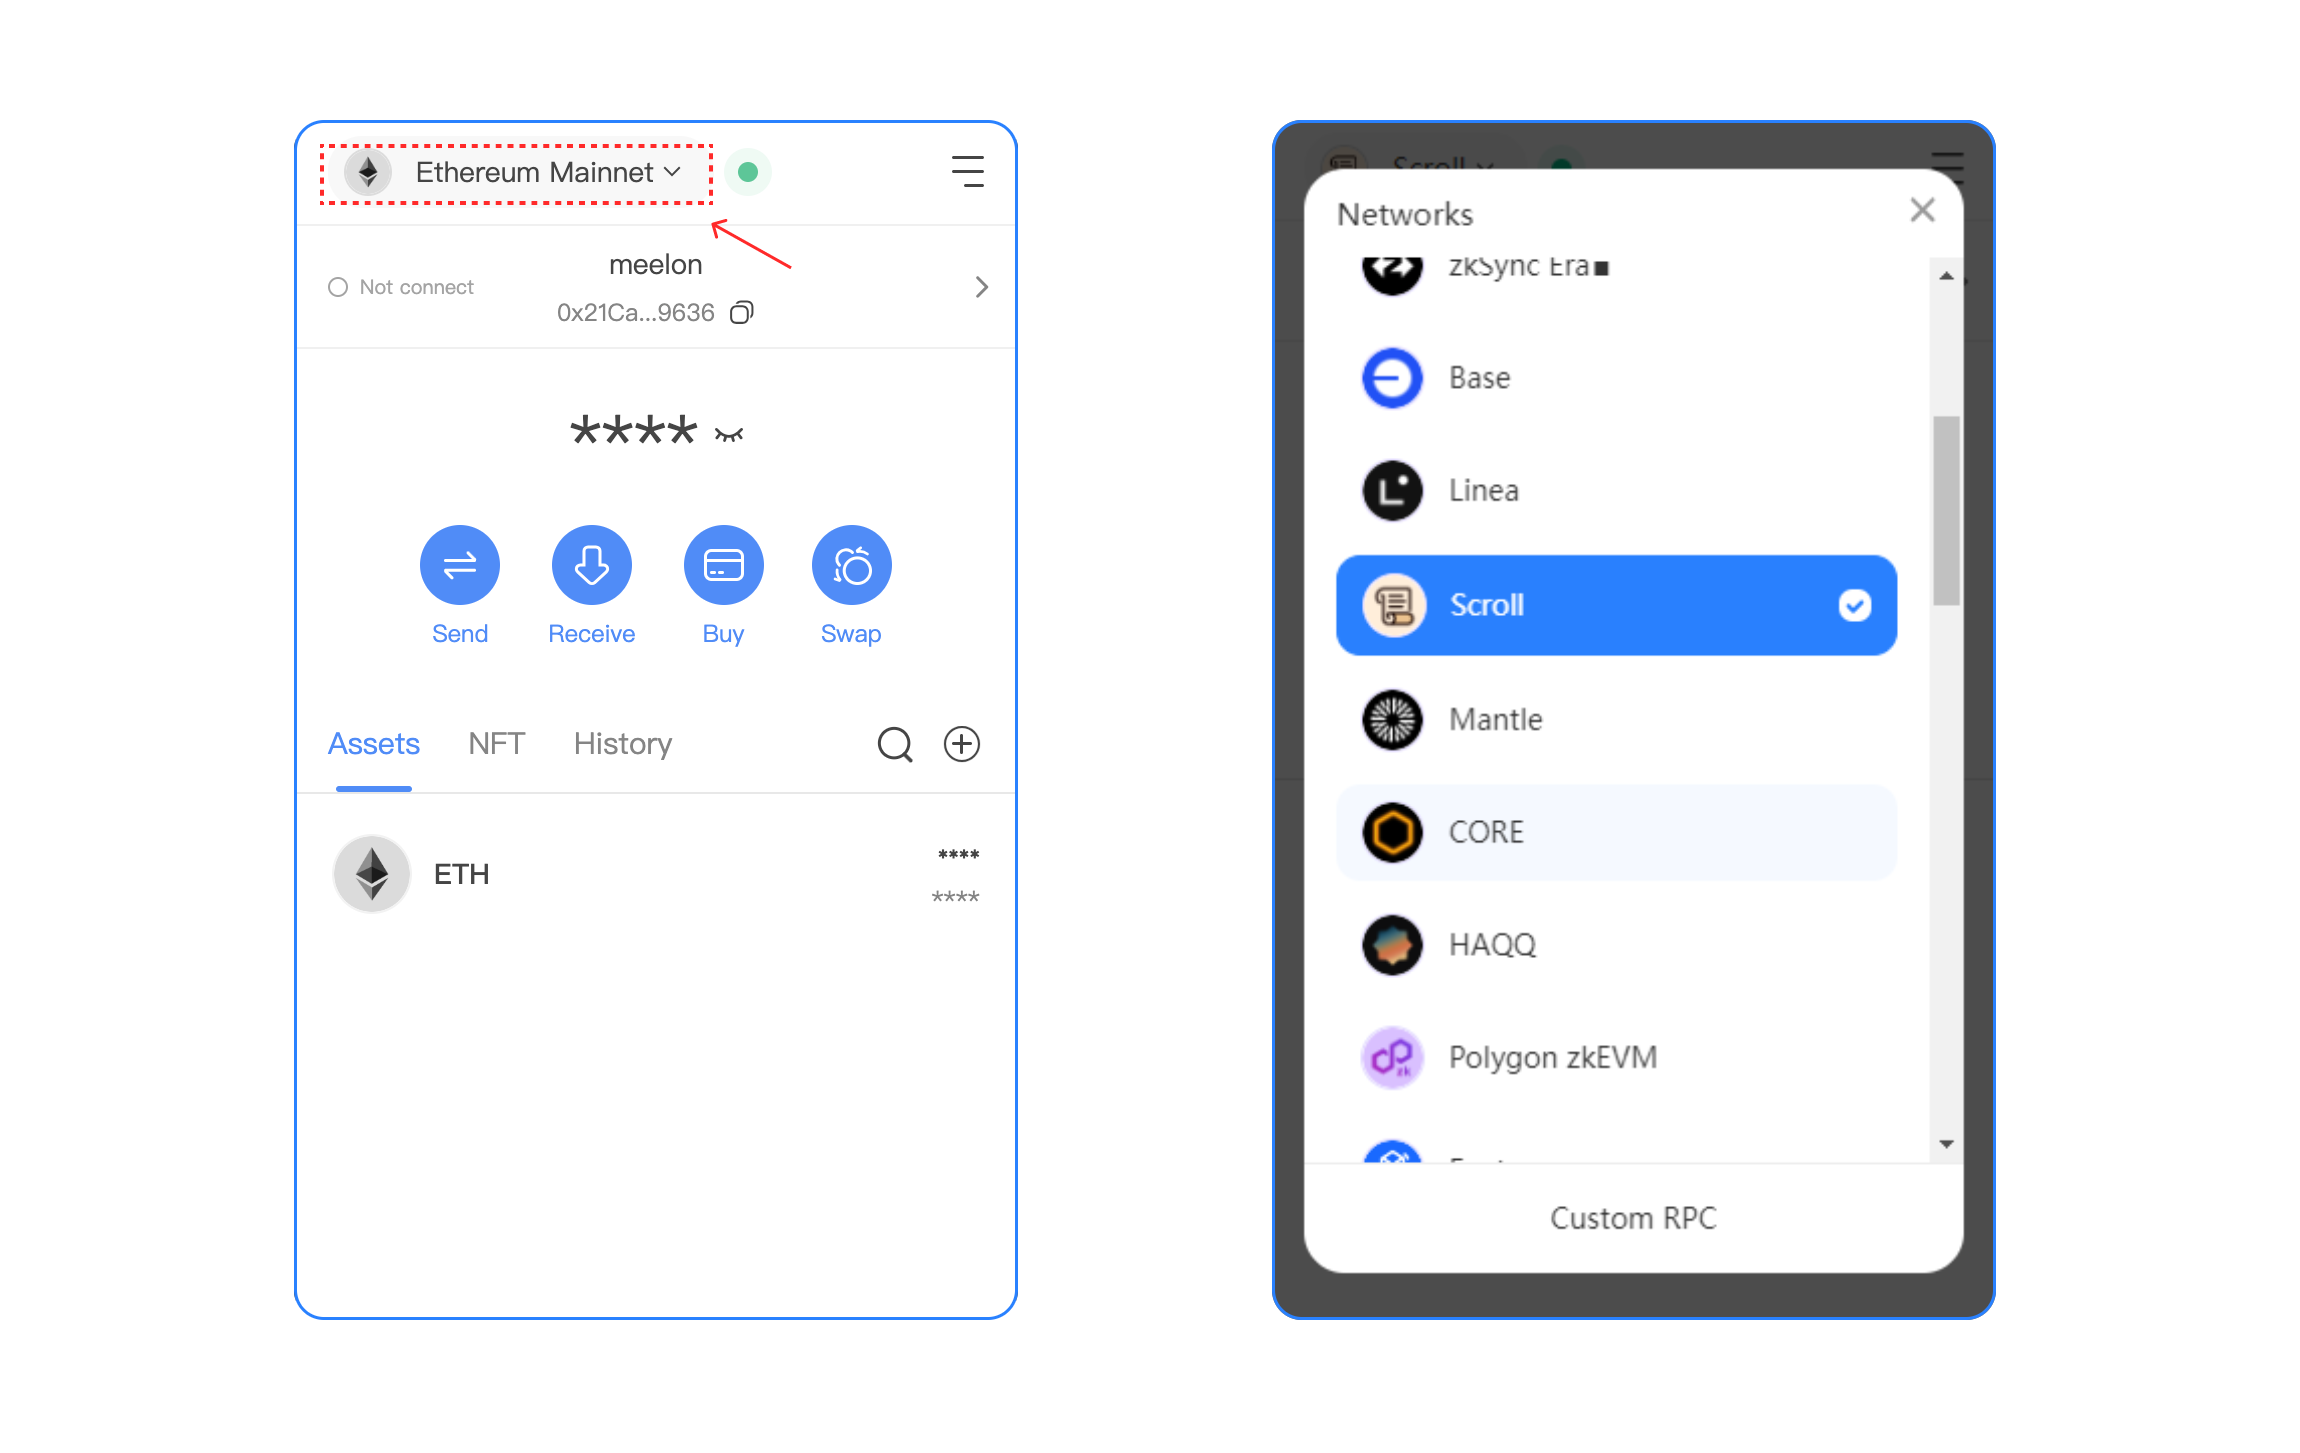 Ethereum Mainnet
Not connect
meelon
0x21Ca...9636
****
Send
Receive
Buy
Swap
Assets
NFT
History
ETH
****
****
Scroll
Networks
zkSync Era■
Base
Linea
Scroll
Mantle
CORE
HAQQ
Polygon zkEVM
zk
Custom RPC